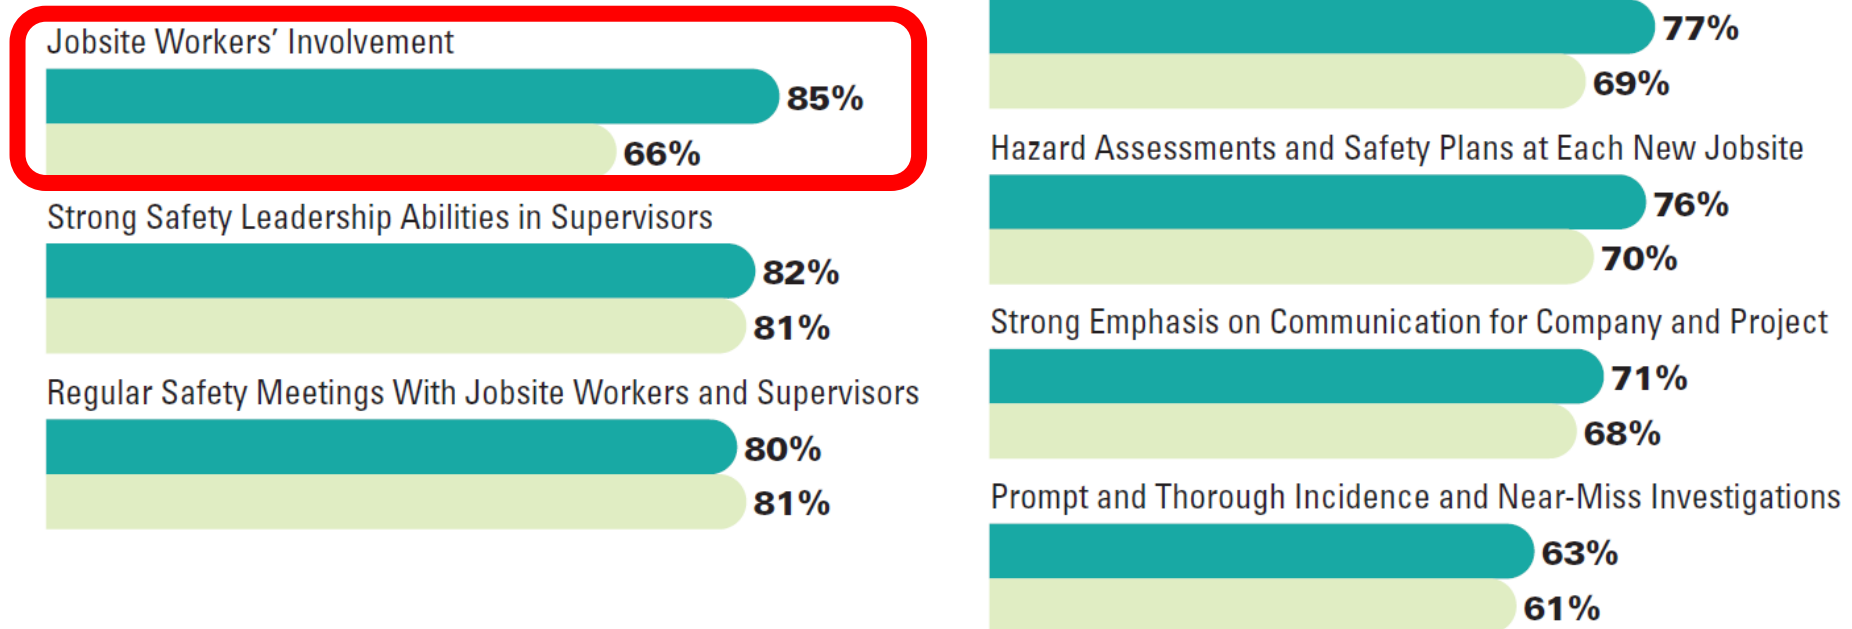 Jobsite Workers’ Involvement
85%
66%
Strong Safety Leadership Abilities in Supervisors
82%
81%
Regular Safety Meetings With Jobsite Workers and Supervisors
80%
81%
77%
69%
Hazard Assessments and Safety Plans at Each New Jobsite
76%
70%
Strong Emphasis on Communication for Company and Project
71%
68%
Prompt and Thorough Incidence and Near-Miss Investigations
63%
61%